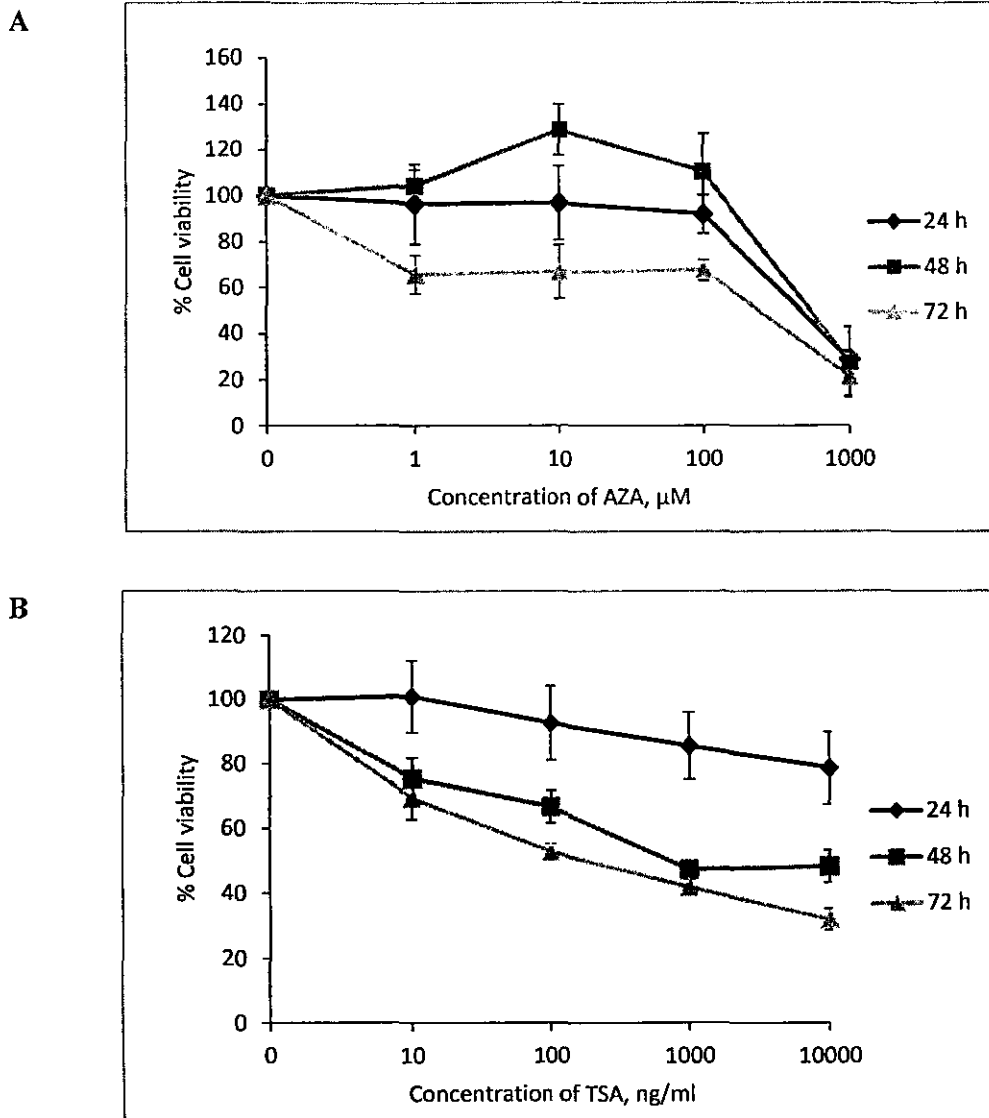 A
160
140
120
100
80
60
40
20
0
% Cell viability
0 1 10 100 1000
Concentration of AZA, µM
24 h
48 h
72 h
B
120
100
80
60
40
20
0
% Cell viability
0 10 100 1000 10000
Concentration of TSA, ng/ml
24 h
48 h
72 h